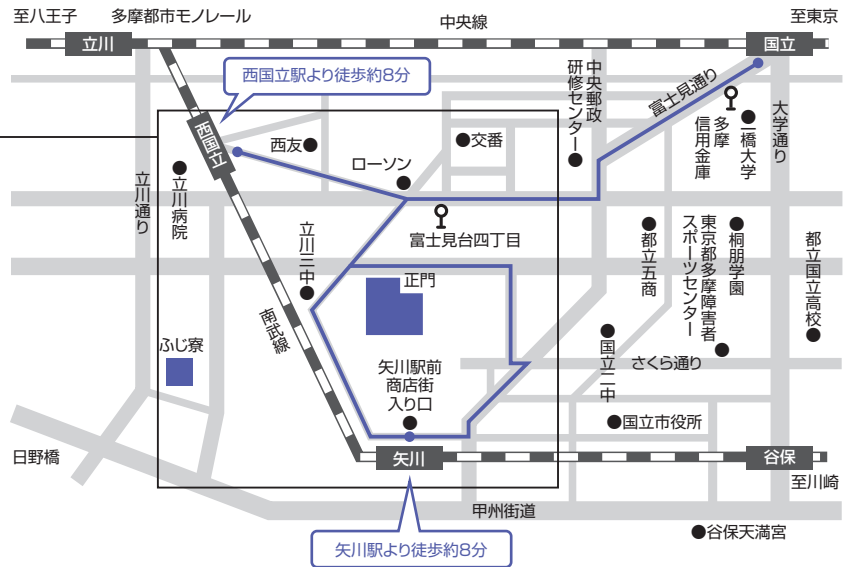 至八王子
多摩都市モノレール
中央線
至東京
立川
国立
西国立駅より徒歩約8分
富士見通り
中央郵政
研修センター
多摩
信用金庫
一橋大学
大学通り
西国立
西友
交番
ローソン
立川通り
立川病院
富士見台四丁目
立川三中
正門
都立五商
東京都多摩障害者
スポーツセンター
桐朋学園
都立国立高校
南武線
ふじ寮
矢川駅前
商店街
入り口
国立二中
さくら通り
国立市役所
日野橋
矢川
谷保
至川崎
甲州街道
矢川駅より徒歩約8分
谷保天満宮